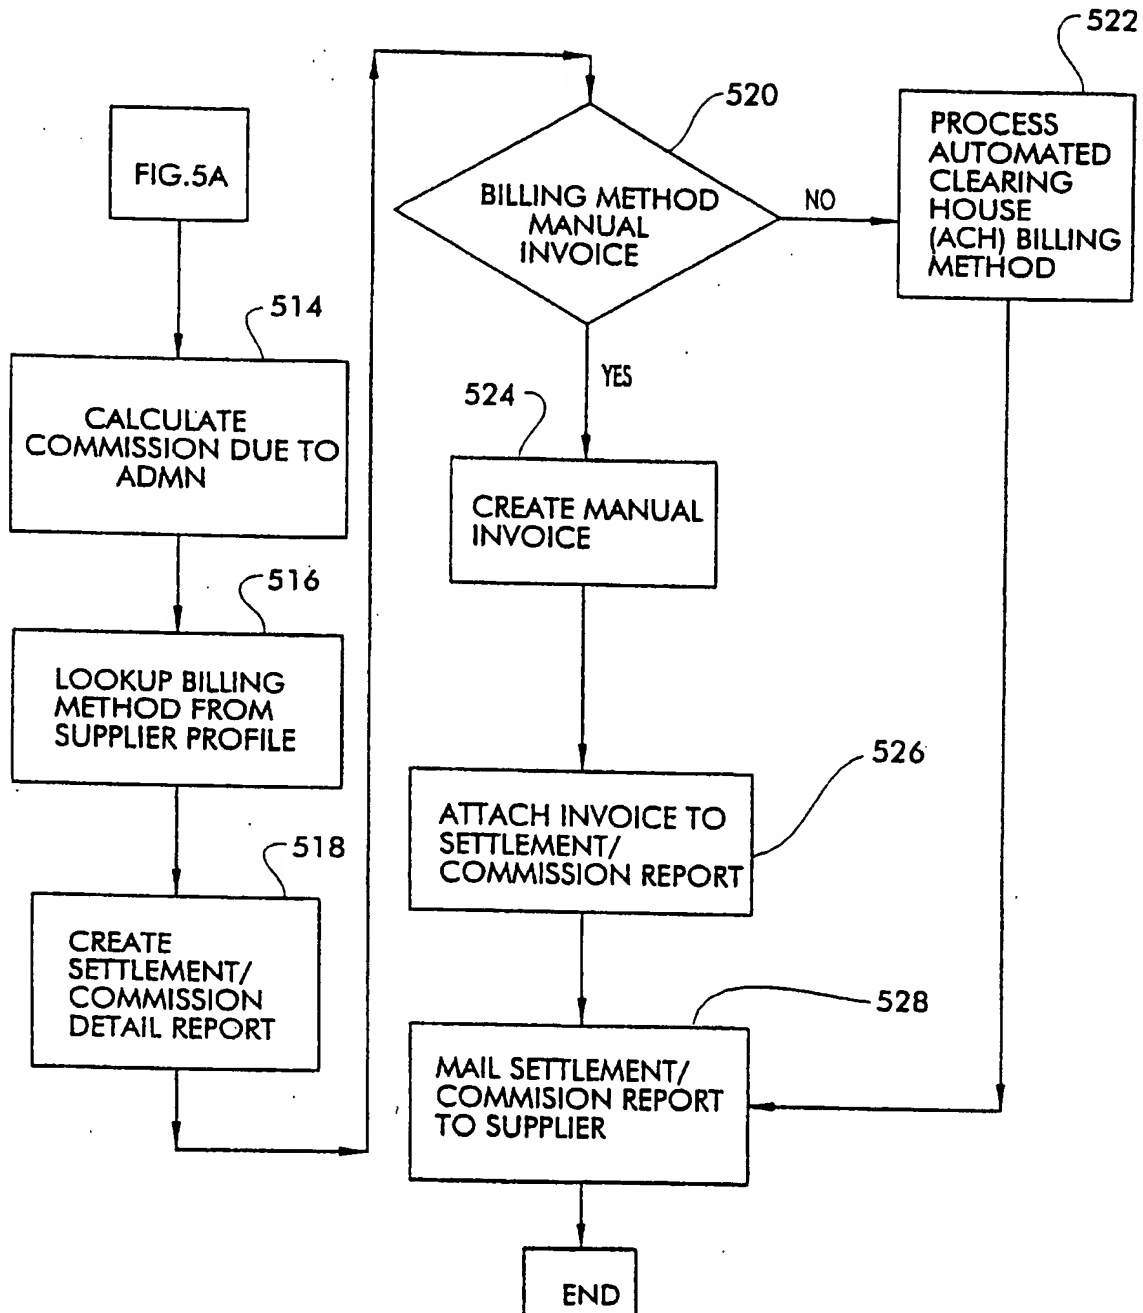 FIG.5A
514
CALCULATE
COMMISSION DUE TO
ADMN
516
LOOKUP BILLING
METHOD FROM
SUPPLIER PROFILE
518
CREATE
SETTLEMENT/
COMMISSION
DETAIL REPORT
520
BILLING METHOD
MANUAL
INVOICE
NO
YES
522
PROCESS
AUTOMATED
CLEARING
HOUSE
(ACH) BILLING
METHOD
524
CREATE MANUAL
INVOICE
526
ATTACH INVOICE TO
SETTLEMENT/
COMMISSION REPORT
528
MAIL SETTLEMENT/
COMMISION REPORT
TO SUPPLIER
END